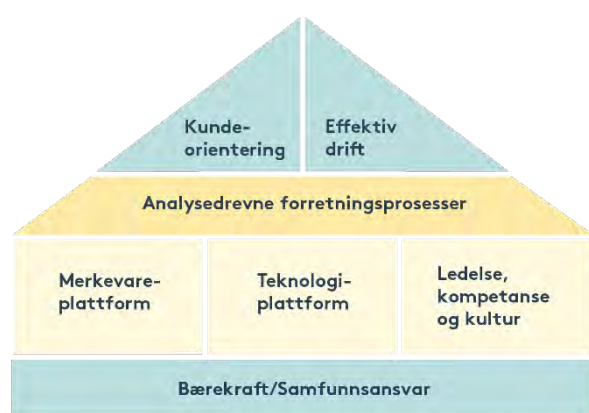 Kunde-
orientering
Effektiv
drift
Analysedrevne forretningsprosesser
Merkevare-
plattform
Teknologi-
plattform
Ledelse,
kompetanse
og kultur
Bærekraft/Samfunnsansvar